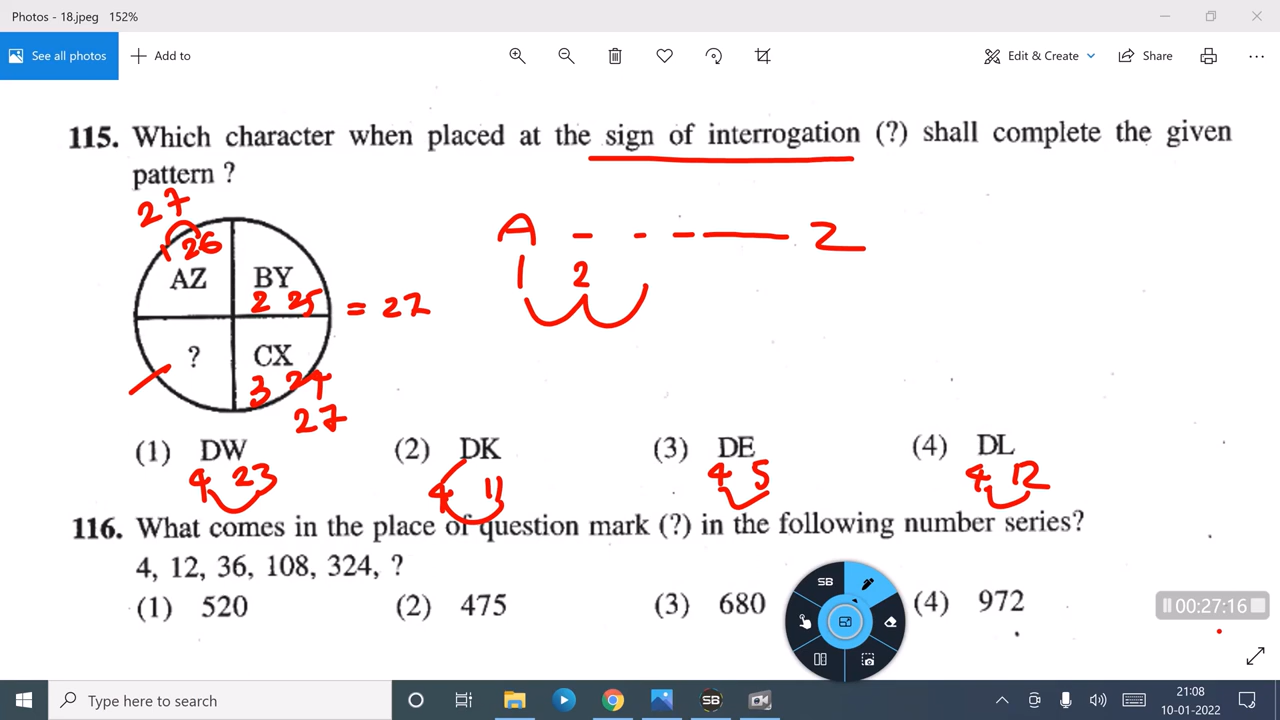 Photos - 18.jpeg 152%
See all photos
Add to
Edit & Create
Share
115. Which character when placed at the sign of interrogation (?) shall complete the given
pattern ?
27
1 26
AZ
BY
2 25 = 27
?
CX
3 24
27
A - - - — Z
1 2
(1) DW (2) DK (3) DE (4) DL
4 23 4 11 4 5 4 12
116. What comes in the place of question mark (?) in the following number series?
4, 12, 36, 108, 324, ?
(1) 520 (2) 475 (3) 680 (4) 972
SB
00:27:16
Type here to search
SB
21:08
10-01-2022